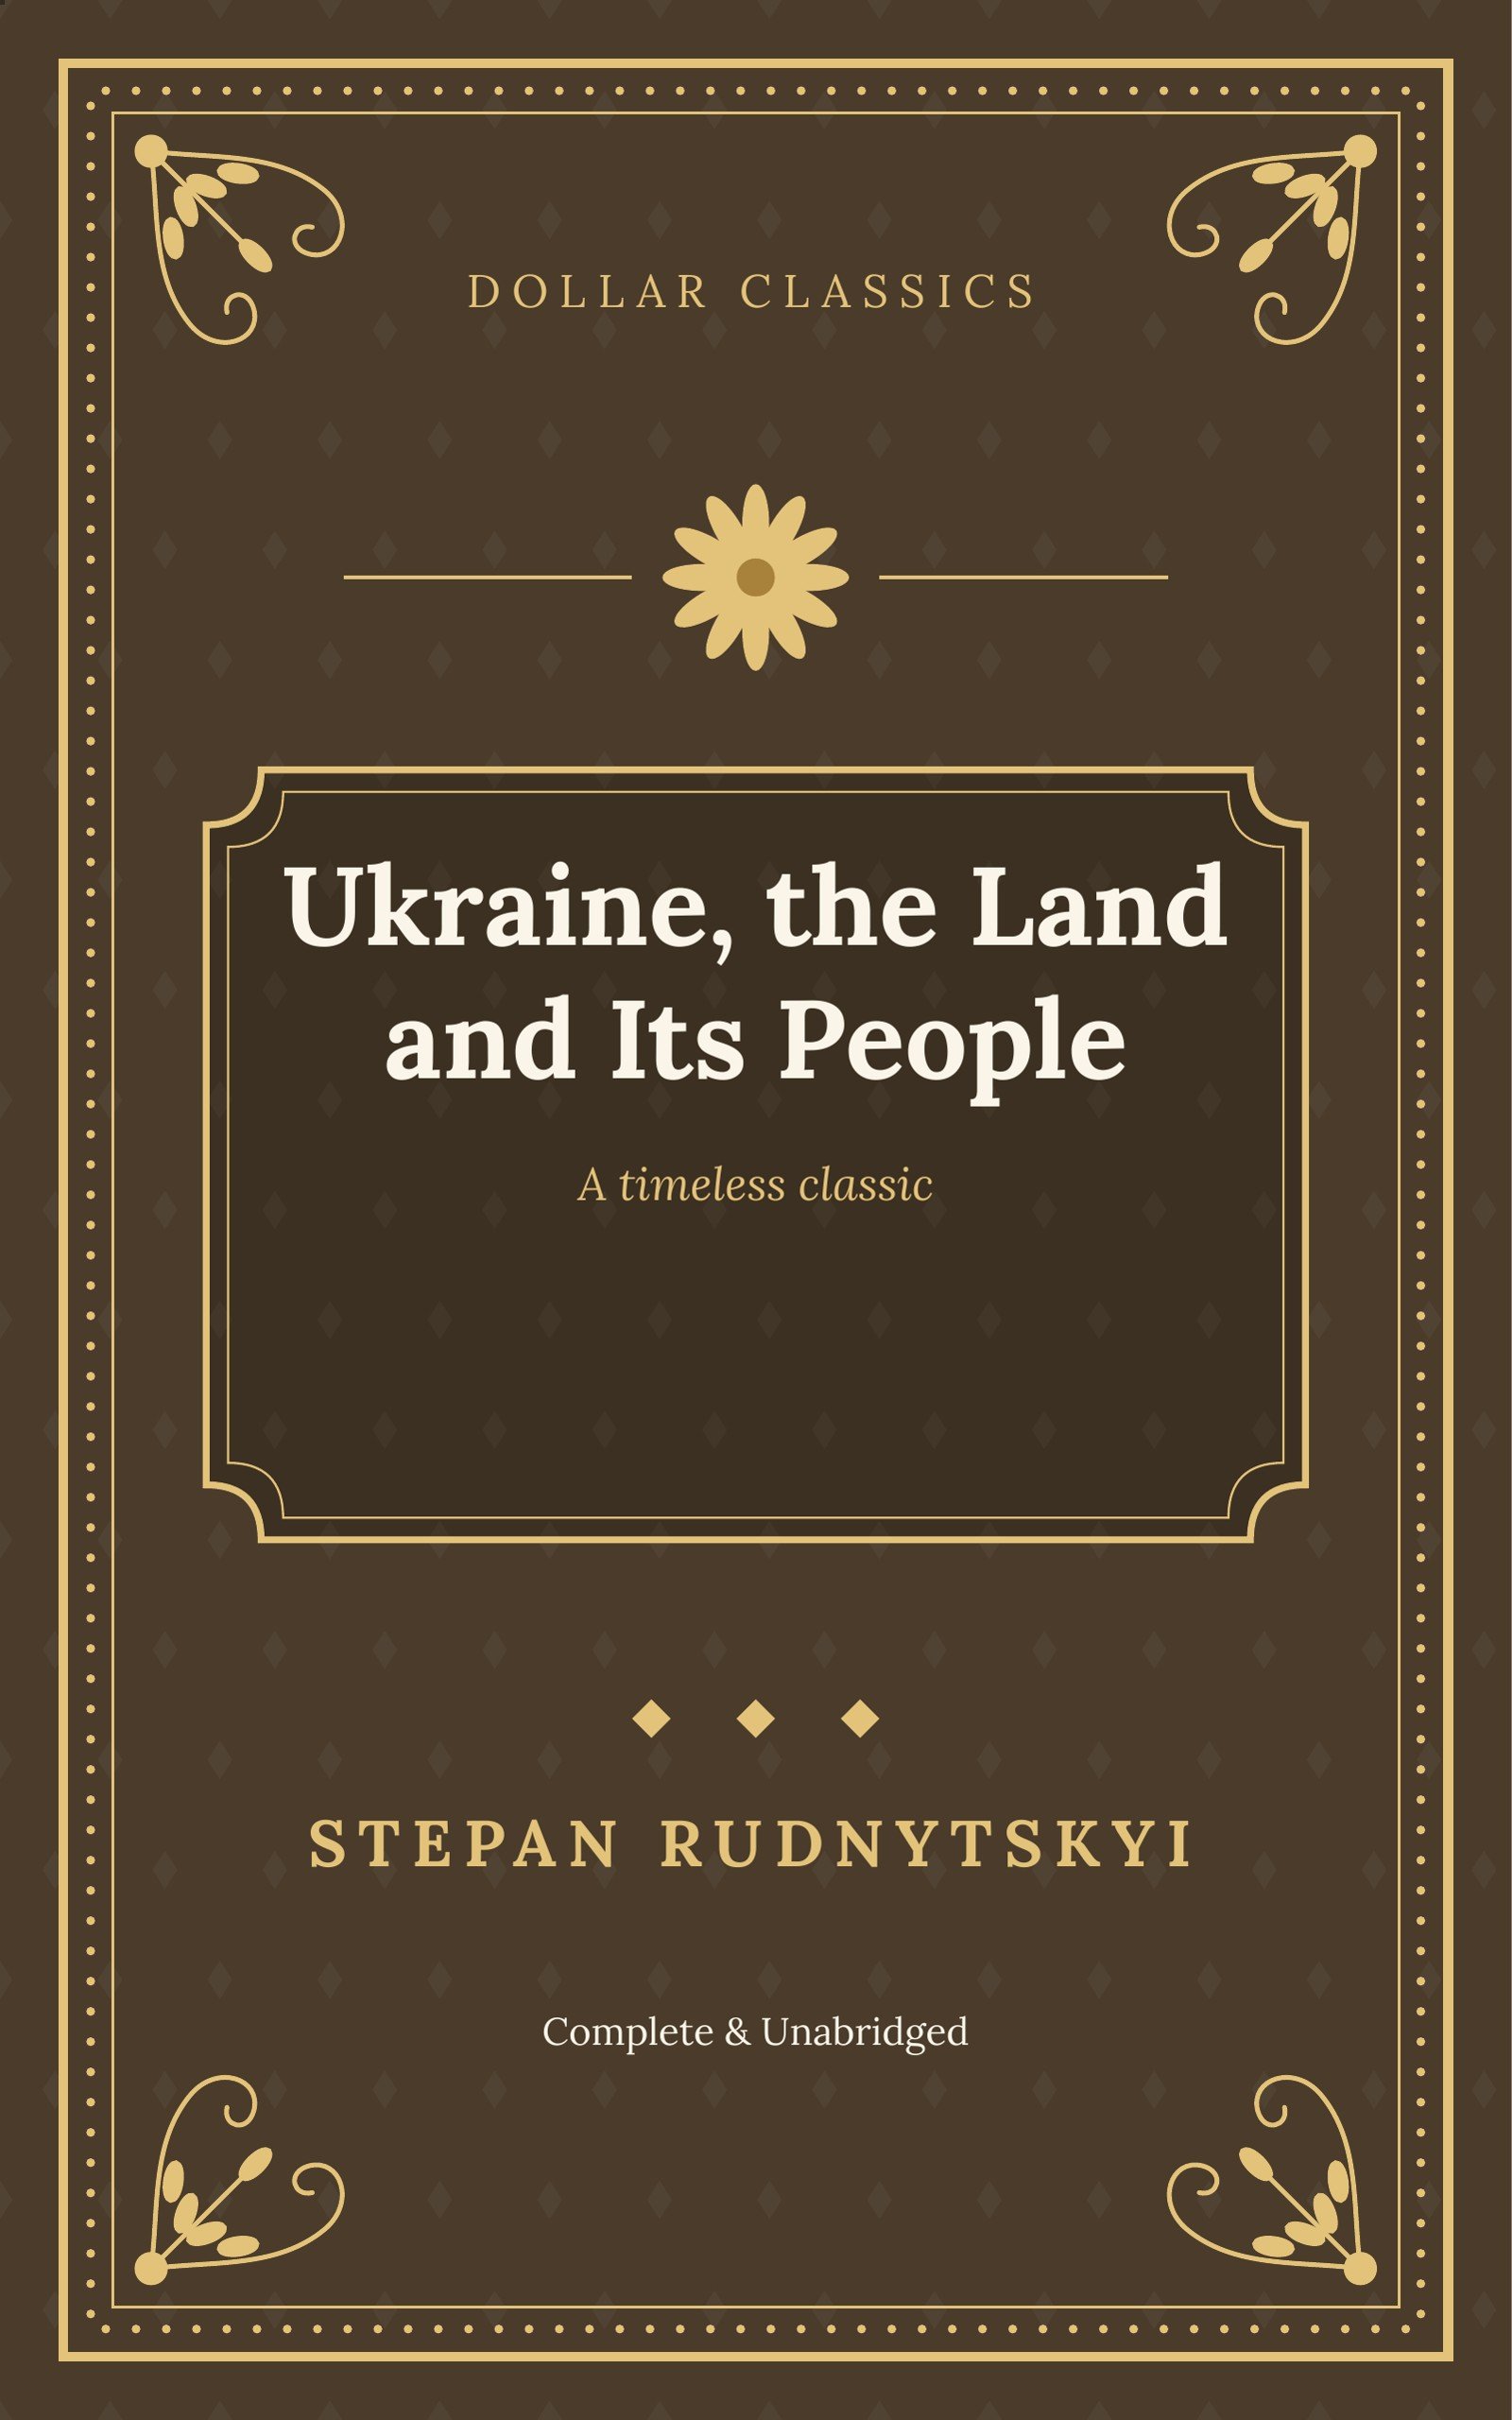 DOLLAR CLASSICS
Ukraine, the Land
and Its People
A timeless classic
STEPAN RUDNYTSKYI
Complete & Unabridged